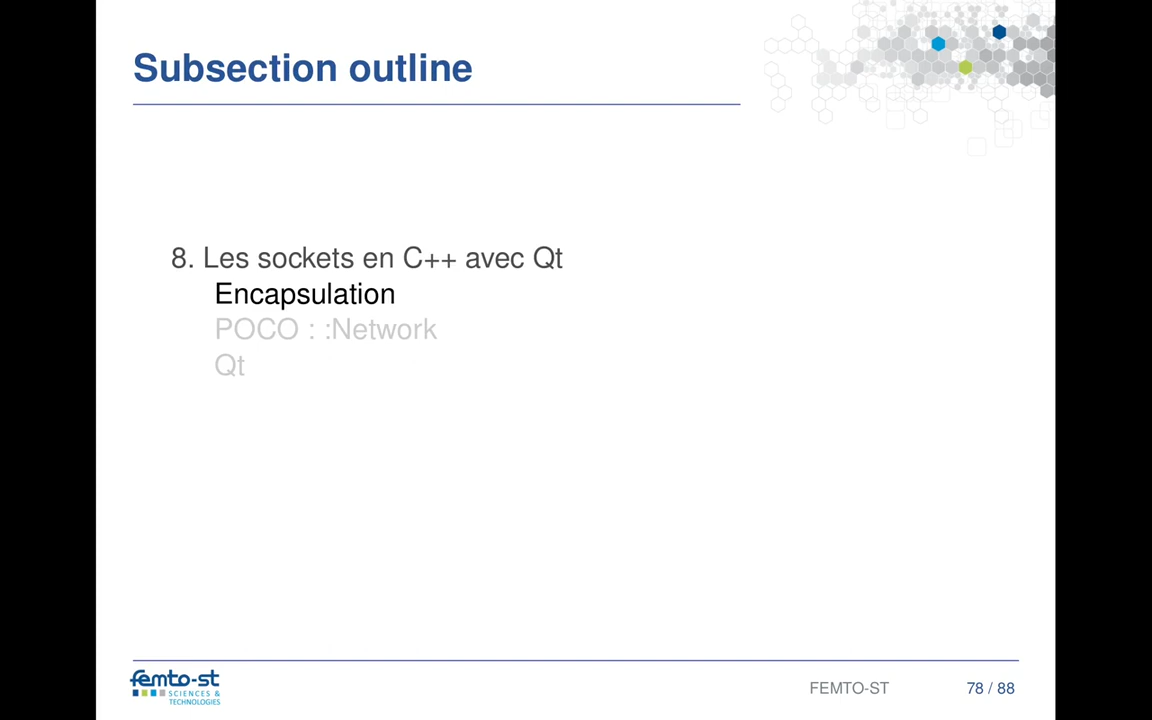 Subsection outline
8. Les sockets en C++ avec Qt
Encapsulation
POCO : :Network
Qt
femto-st
SCIENCES &
TECHNOLOGIES
FEMTO-ST
78 / 88